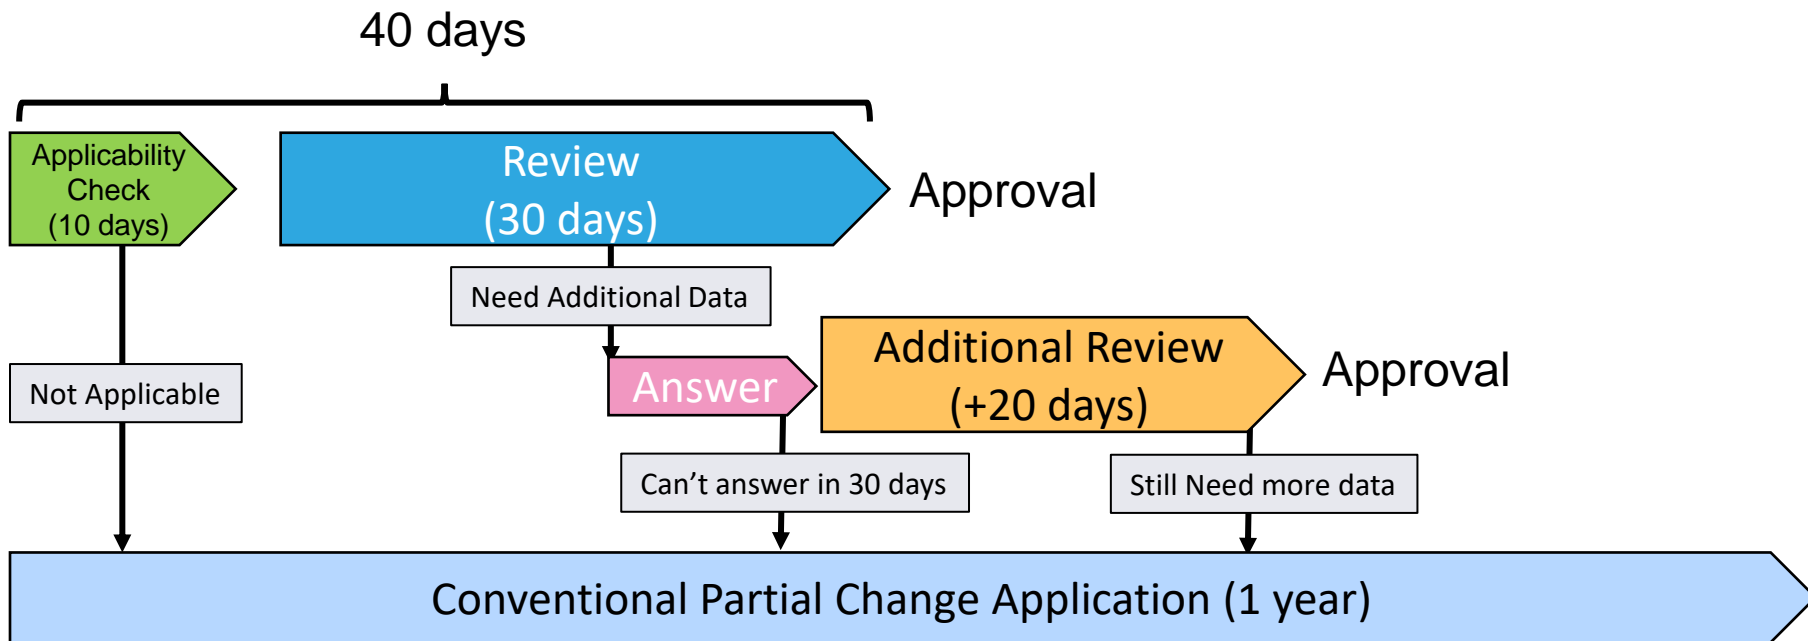 40 days
Applicability
Check
(10 days)
Review
(30 days)
Approval
Need Additional Data
Not Applicable
Answer
Additional Review
(+20 days)
Approval
Can’t answer in 30 days
Still Need more data
Conventional Partial Change Application (1 year)